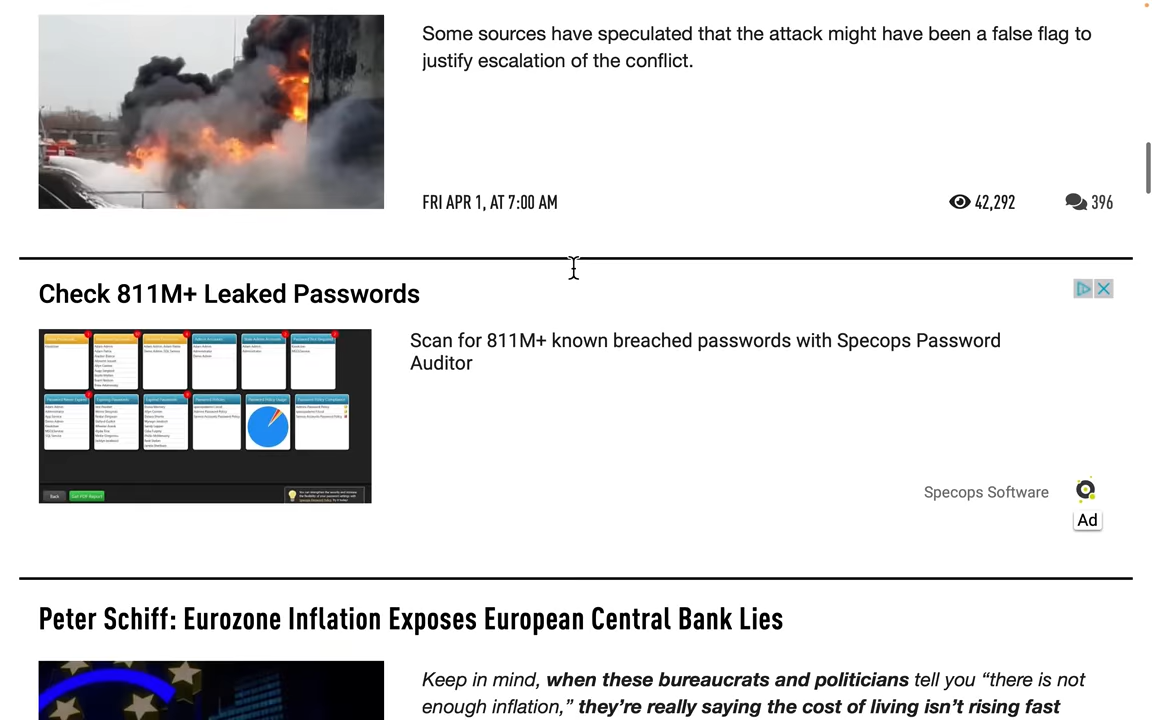 Some sources have speculated that the attack might have been a false flag to
justify escalation of the conflict.
FRI APR 1, AT 7:00 AM
42,292
396
Check 811M+ Leaked Passwords
Scan for 811M+ known breached passwords with Specops Password
Auditor
Back
Get PDF Report
Specops Software
Ad
Peter Schiff: Eurozone Inflation Exposes European Central Bank Lies
Keep in mind, when these bureaucrats and politicians tell you “there is not
enough inflation,” they’re really saying the cost of living isn’t rising fast